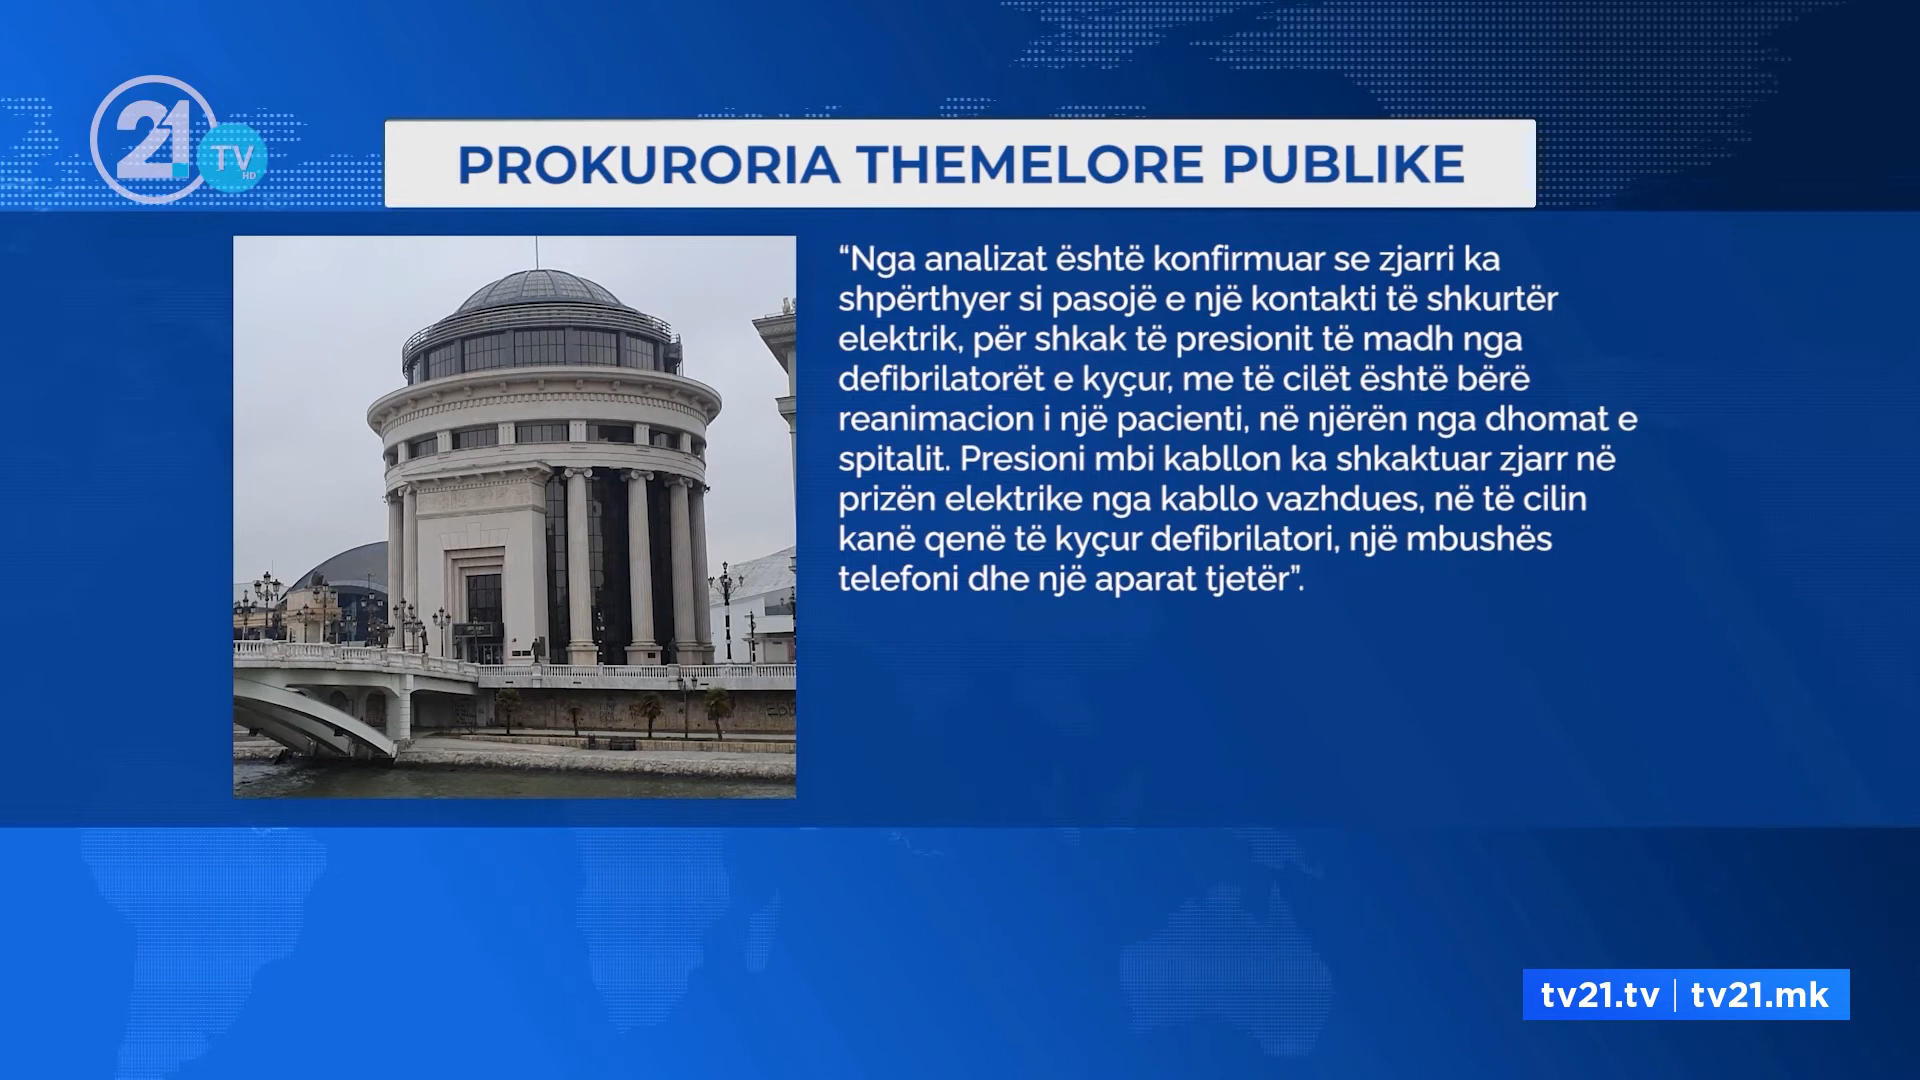 21
TV
HD
PROKURORIA THEMELORE PUBLIKE
“Nga analizat është konfirmuar se zjarri ka
shpërthyer si pasojë e një kontakti të shkurtër
elektrik, për shkak të presionit të madh nga
defibrilatorët e kyçur, me të cilët është bërë
reanimacion i një pacienti, në njërën nga dhomat e
spitalit. Presioni mbi kabllon ka shkaktuar zjarr në
prizën elektrike nga kabllo vazhdues, në të cilin
kanë qenë të kyçur defibrilatori, një mbushës
telefoni dhe një aparat tjetër”.
tv21.tv | tv21.mk